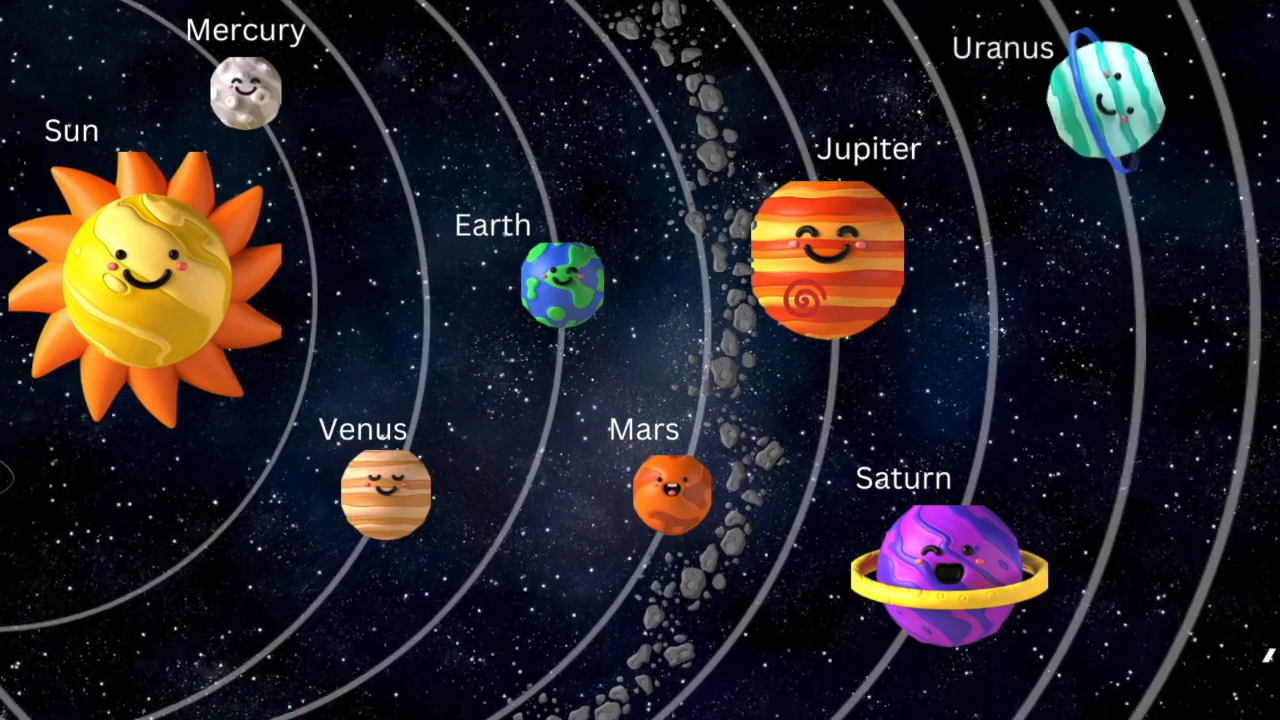 Mercury
Uranus
Sun
Jupiter
Earth
Venus
Mars
Saturn